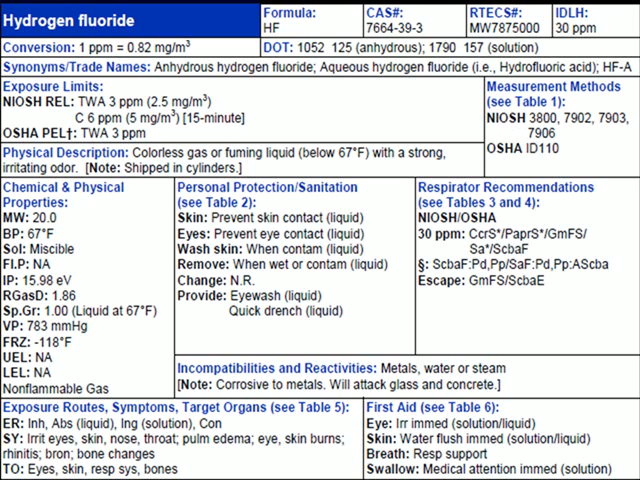 Hydrogen fluoride
Formula:
HF
CAS#:
7664-39-3
RTECS#:
MW7875000
IDLH:
30 ppm
Conversion: 1 ppm = 0.82 mg/m³
DOT: 1052 125 (anhydrous); 1790 157 (solution)
Synonyms/Trade Names: Anhydrous hydrogen fluoride; Aqueous hydrogen fluoride (i.e., Hydrofluoric acid); HF-A
Exposure Limits:
NIOSH REL: TWA 3 ppm (2.5 mg/m³)
C 6 ppm (5 mg/m³) [15-minute]
OSHA PEL†: TWA 3 ppm
Measurement Methods
(see Table 1):
NIOSH 3800, 7902, 7903,
7906
OSHA ID110
Physical Description: Colorless gas or fuming liquid (below 67°F) with a strong,
irritating odor. [Note: Shipped in cylinders.]
Chemical & Physical
Properties:
MW: 20.0
BP: 67°F
Sol: Miscible
Fl.P: NA
IP: 15.98 eV
RGasD: 1.86
Sp.Gr: 1.00 (Liquid at 67°F)
VP: 783 mmHg
FRZ: -118°F
UEL: NA
LEL: NA
Nonflammable Gas
Personal Protection/Sanitation
(see Table 2):
Skin: Prevent skin contact (liquid)
Eyes: Prevent eye contact (liquid)
Wash skin: When contam (liquid)
Remove: When wet or contam (liquid)
Change: N.R.
Provide: Eyewash (liquid)
Quick drench (liquid)
Respirator Recommendations
(see Tables 3 and 4):
NIOSH/OSHA
30 ppm: CcrS*/PaprS*/GmFS/
Sa*/ScbaF
§: ScbaF:Pd,Pp/SaF:Pd,Pp:AScba
Escape: GmFS/ScbaE
Incompatibilities and Reactivities: Metals, water or steam
[Note: Corrosive to metals. Will attack glass and concrete.]
Exposure Routes, Symptoms, Target Organs (see Table 5):
ER: Inh, Abs (liquid), Ing (solution), Con
SY: Irrit eyes, skin, nose, throat; pulm edema; eye, skin burns;
rhinitis; bron; bone changes
TO: Eyes, skin, resp sys, bones
First Aid (see Table 6):
Eye: Irr immed (solution/liquid)
Skin: Water flush immed (solution/liquid)
Breath: Resp support
Swallow: Medical attention immed (solution)